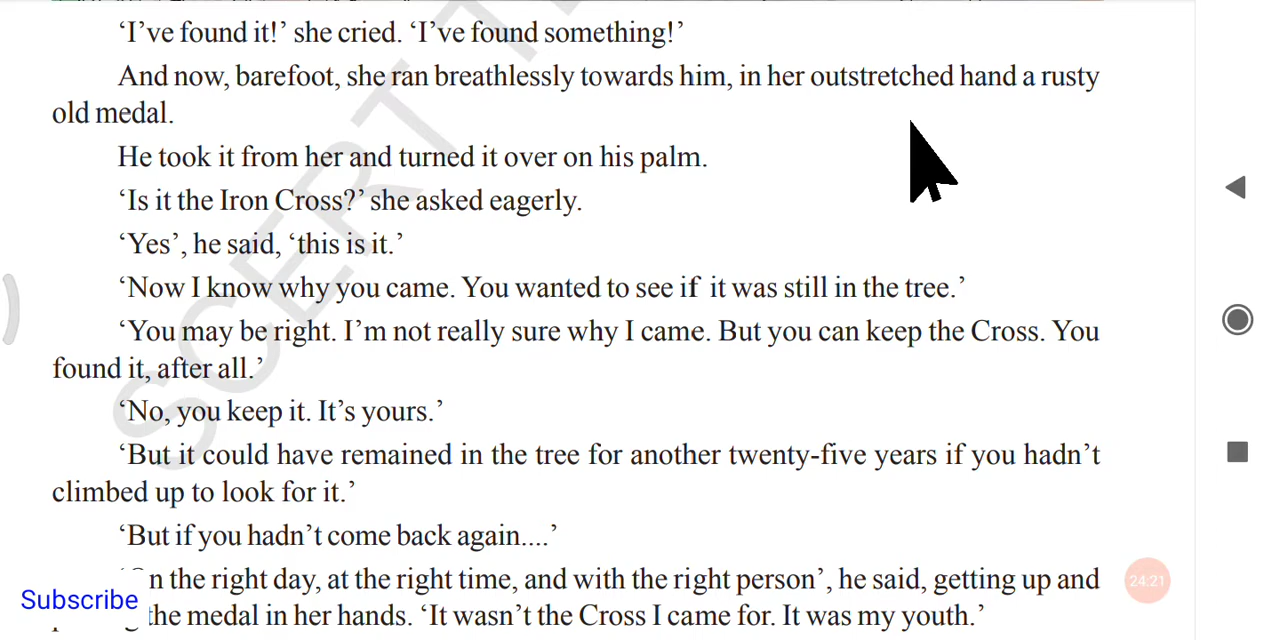 ‘I’ve found it!’ she cried. ‘I’ve found something!’
And now, barefoot, she ran breathlessly towards him, in her outstretched hand a rusty
old medal.
He took it from her and turned it over on his palm.
‘Is it the Iron Cross?’ she asked eagerly.
‘Yes’, he said, ‘this is it.’
‘Now I know why you came. You wanted to see if it was still in the tree.’
‘You may be right. I’m not really sure why I came. But you can keep the Cross. You
found it, after all.’
‘No, you keep it. It’s yours.’
‘But it could have remained in the tree for another twenty-five years if you hadn’t
climbed up to look for it.’
‘But if you hadn’t come back again....’
n the right day, at the right time, and with the right person’, he said, getting up and
the medal in her hands. ‘It wasn’t the Cross I came for. It was my youth.’
Subscribe
24:21
SCERT